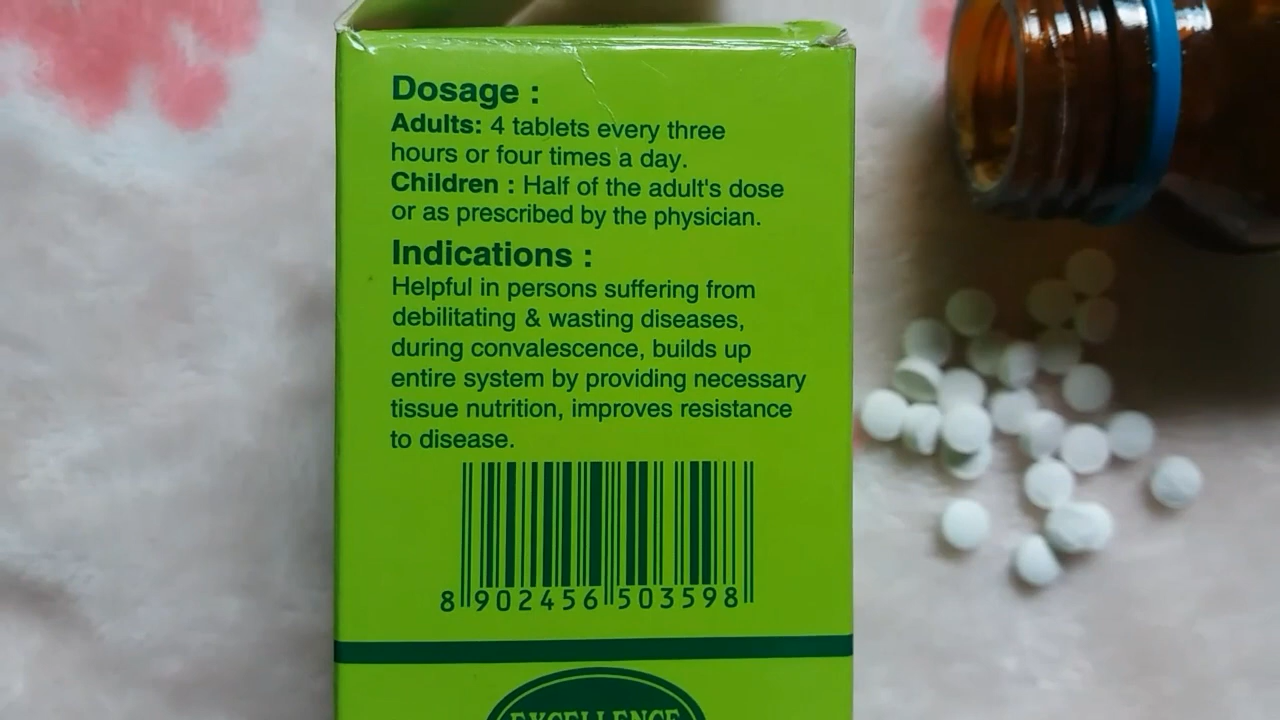 Dosage :
Adults: 4 tablets every three
hours or four times a day.
Children : Half of the adult's dose
or as prescribed by the physician.
Indications :
Helpful in persons suffering from
debilitating & wasting diseases,
during convalescence, builds up
entire system by providing necessary
tissue nutrition, improves resistance
to disease.
8 902456 503598
EXCELLENCE